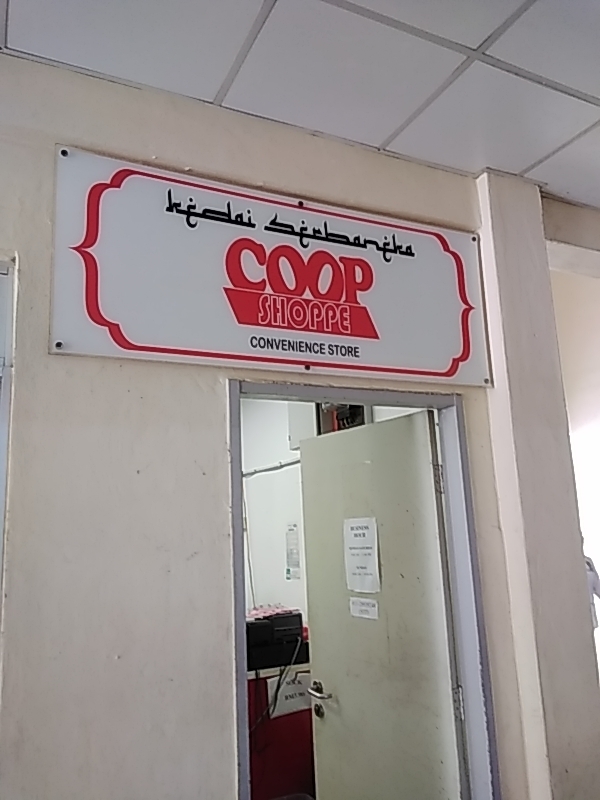 kedai serbaneka
COOP
SHOPPE
CONVENIENCE STORE
BUSINESS
HOUR